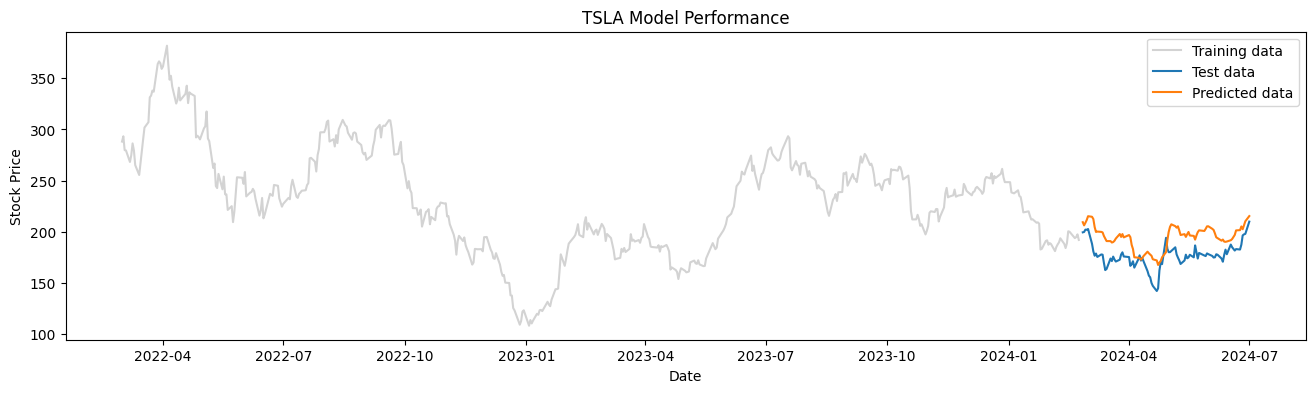 TSLA Model Performance
Training data
Test data
Predicted data
Stock Price
350
300
250
200
150
100
2022-04 2022-07 2022-10 2023-01 2023-04 2023-07 2023-10 2024-01 2024-04 2024-07
Date